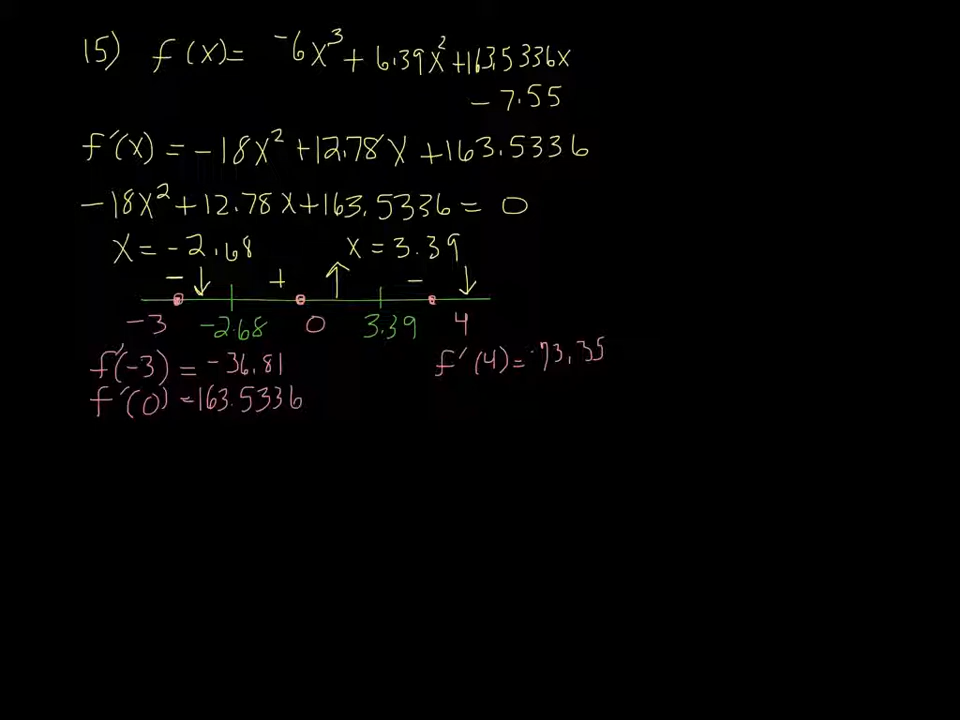 15) f(x)= -6x³ + 6.39x² +163.5336x
- 7.55
f'(x) = -18x² +12.78x +163.5336
-18x² +12.78x+163.5336 = 0
x = -2.68 x = 3.39
- ↓ + ↑ - ↓
-3 -2.68 0 3.39 4
f'(-3) = -36.81 f'(4)= -73.35
f'(0) =163.5336